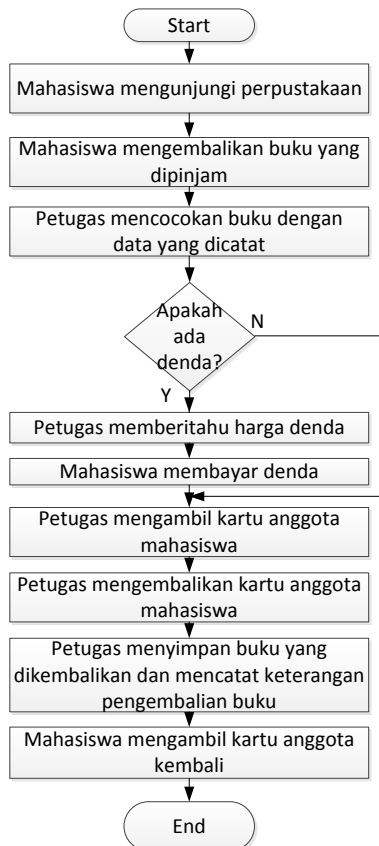 Start
Mahasiswa mengunjungi perpustakaan
Mahasiswa mengembalikan buku yang
dipinjam
Petugas mencocokan buku dengan
data yang dicatat
Apakah
ada
denda?
N
Y
Petugas memberitahu harga denda
Mahasiswa membayar denda
Petugas mengambil kartu anggota
mahasiswa
Petugas mengembalikan kartu anggota
mahasiswa
Petugas menyimpan buku yang
dikembalikan dan mencatat keterangan
pengembalian buku
Mahasiswa mengambil kartu anggota
kembali
End